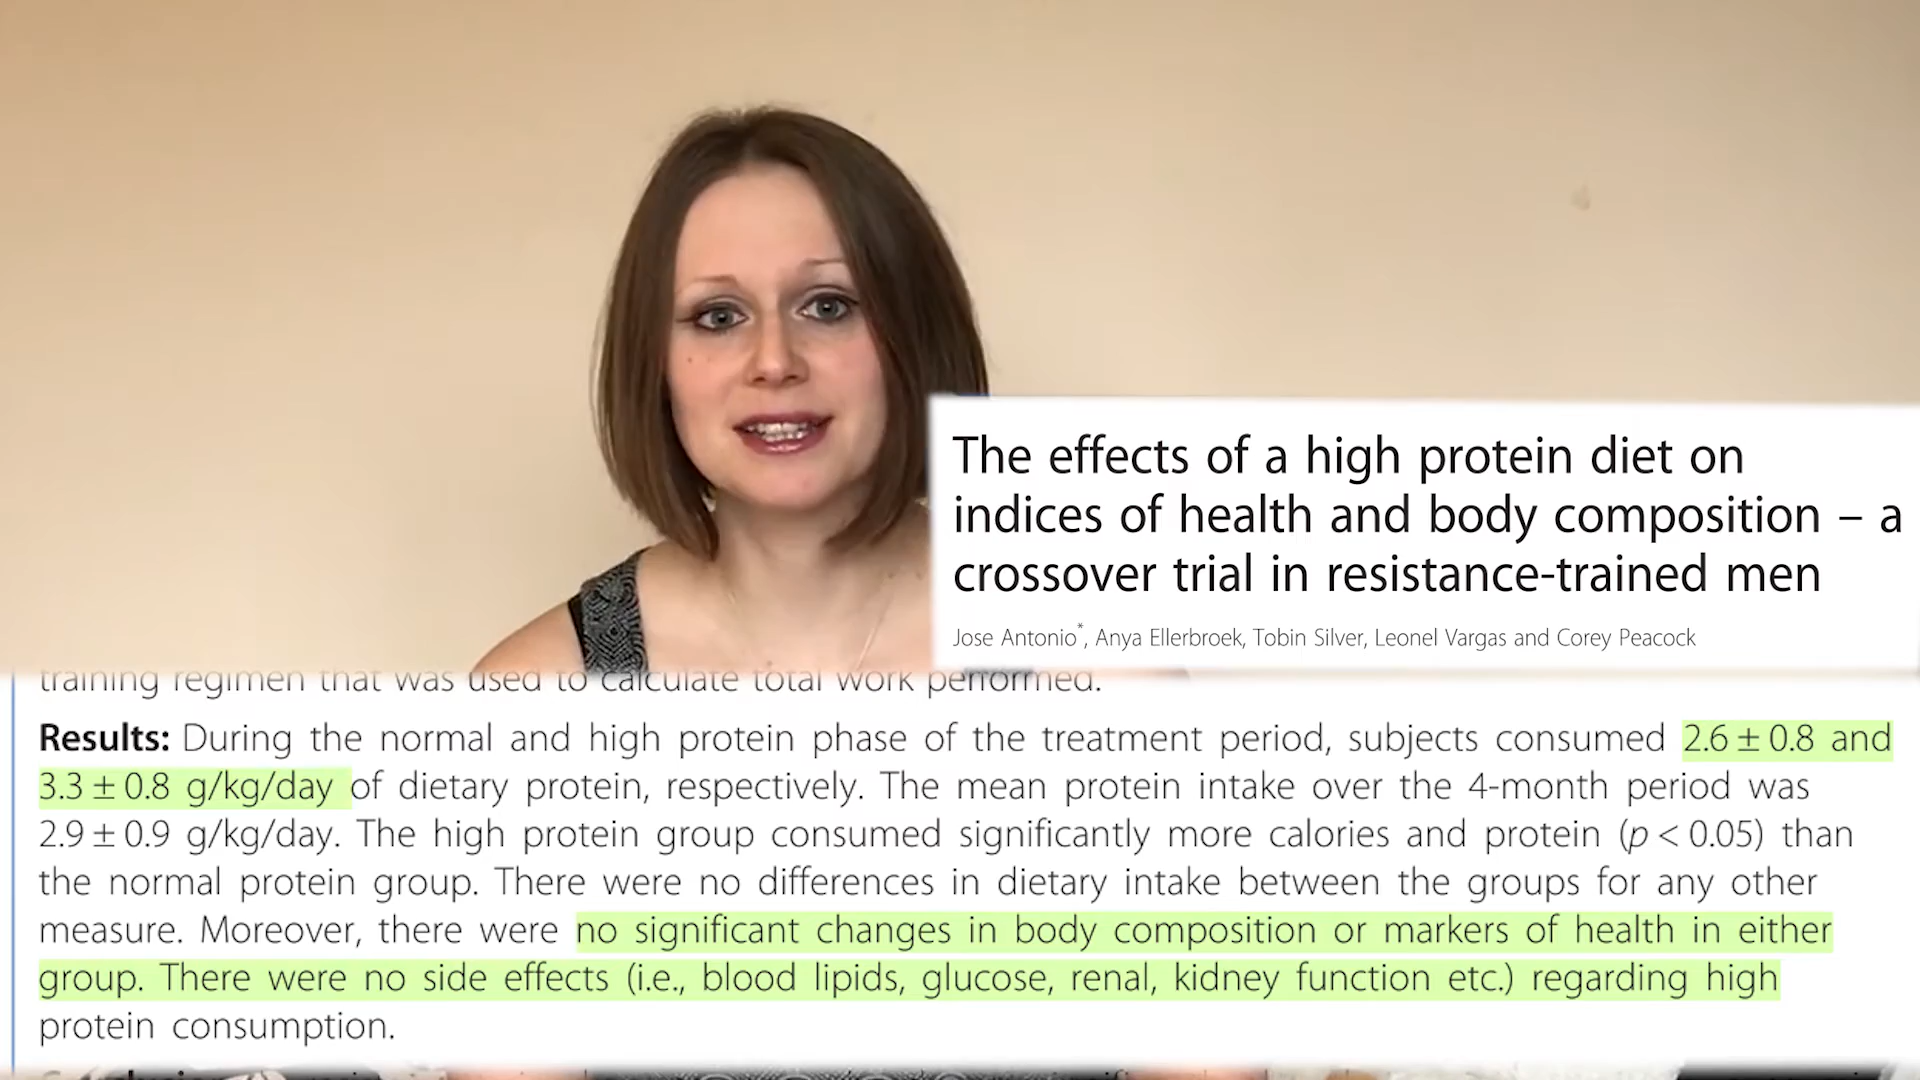 The effects of a high protein diet on
indices of health and body composition – a
crossover trial in resistance-trained men
Jose Antonio*, Anya Ellerbroek, Tobin Silver, Leonel Vargas and Corey Peacock
training regimen that was used to calculate total work performed.
Results: During the normal and high protein phase of the treatment period, subjects consumed 2.6 ± 0.8 and
3.3 ± 0.8 g/kg/day of dietary protein, respectively. The mean protein intake over the 4-month period was
2.9 ± 0.9 g/kg/day. The high protein group consumed significantly more calories and protein (p < 0.05) than
the normal protein group. There were no differences in dietary intake between the groups for any other
measure. Moreover, there were no significant changes in body composition or markers of health in either
group. There were no side effects (i.e., blood lipids, glucose, renal, kidney function etc.) regarding high
protein consumption.